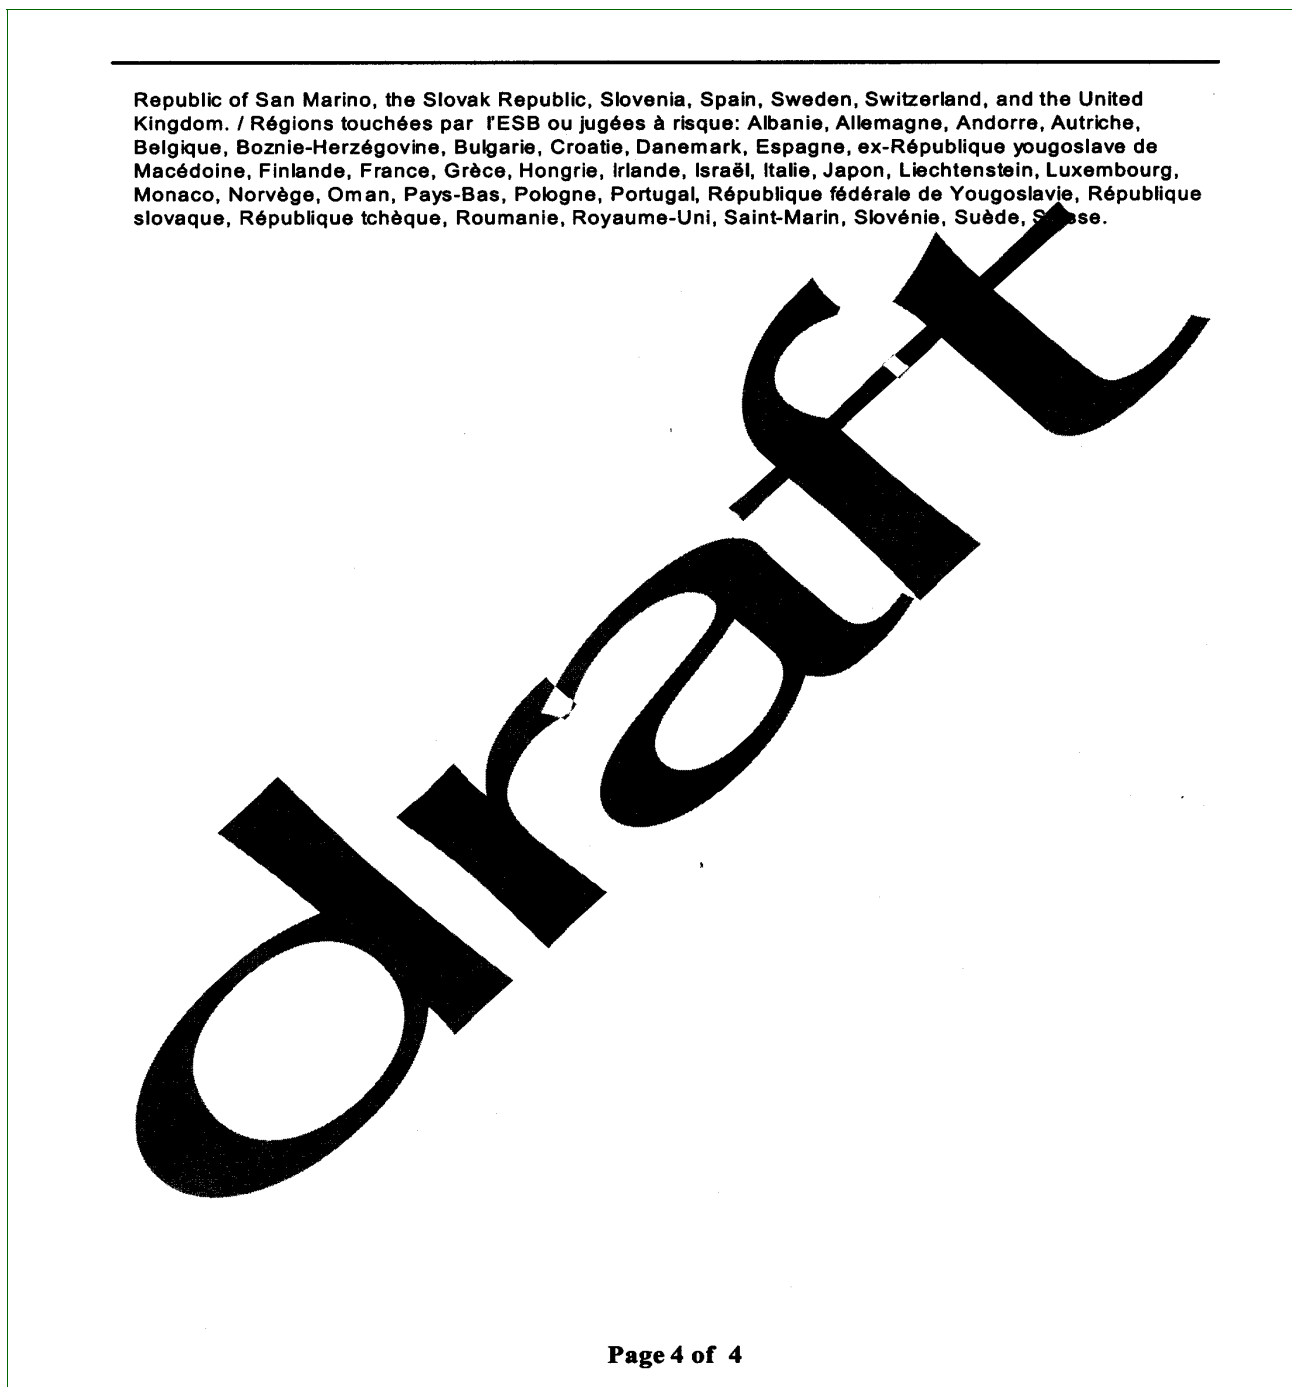 Republic of San Marino, the Slovak Republic, Slovenia, Spain, Sweden, Switzerland, and the United
Kingdom. / Régions touchées par l'ESB ou jugées à risque: Albanie, Allemagne, Andorre, Autriche,
Belgique, Boznie-Herzégovine, Bulgarie, Croatie, Danemark, Espagne, ex-République yougoslave de
Macédoine, Finlande, France, Grèce, Hongrie, Irlande, Israël, Italie, Japon, Liechtenstein, Luxembourg,
Monaco, Norvège, Oman, Pays-Bas, Pologne, Portugal, République fédérale de Yougoslavie, République
slovaque, République tchèque, Roumanie, Royaume-Uni, Saint-Marin, Slovénie, Suède, Suisse.
draft
Page 4 of 4